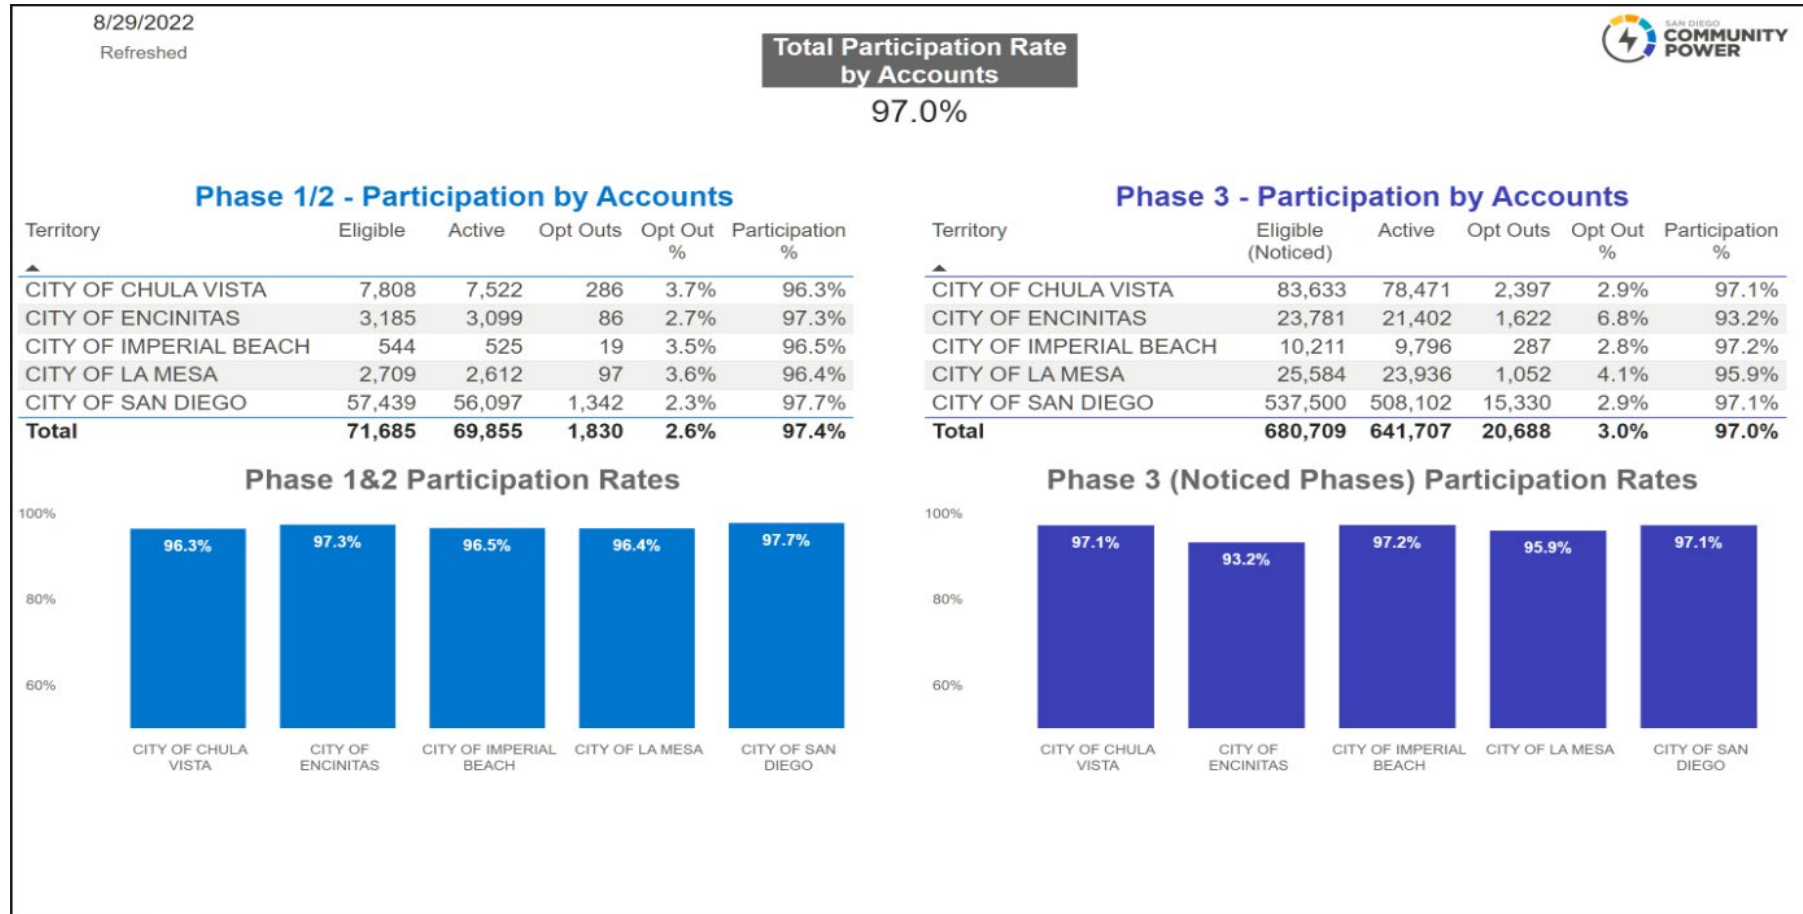 8/29/2022
Refreshed
Total Participation Rate
by Accounts
97.0%
SAN DIEGO
COMMUNITY
POWER
Phase 1/2 - Participation by Accounts
Territory Eligible Active Opt Outs Opt Out % Participation %
CITY OF CHULA VISTA 7,808 7,522 286 3.7% 96.3%
CITY OF ENCINITAS 3,185 3,099 86 2.7% 97.3%
CITY OF IMPERIAL BEACH 544 525 19 3.5% 96.5%
CITY OF LA MESA 2,709 2,612 97 3.6% 96.4%
CITY OF SAN DIEGO 57,439 56,097 1,342 2.3% 97.7%
Total 71,685 69,855 1,830 2.6% 97.4%
Phase 1&2 Participation Rates
100%
80%
60%
96.3% 97.3% 96.5% 96.4% 97.7%
CITY OF CHULA VISTA
CITY OF ENCINITAS
CITY OF IMPERIAL BEACH
CITY OF LA MESA
CITY OF SAN DIEGO
Phase 3 - Participation by Accounts
Territory Eligible (Noticed) Active Opt Outs Opt Out % Participation %
CITY OF CHULA VISTA 83,633 78,471 2,397 2.9% 97.1%
CITY OF ENCINITAS 23,781 21,402 1,622 6.8% 93.2%
CITY OF IMPERIAL BEACH 10,211 9,796 287 2.8% 97.2%
CITY OF LA MESA 25,584 23,936 1,052 4.1% 95.9%
CITY OF SAN DIEGO 537,500 508,102 15,330 2.9% 97.1%
Total 680,709 641,707 20,688 3.0% 97.0%
Phase 3 (Noticed Phases) Participation Rates
100%
80%
60%
97.1% 93.2% 97.2% 95.9% 97.1%
CITY OF CHULA VISTA
CITY OF ENCINITAS
CITY OF IMPERIAL BEACH
CITY OF LA MESA
CITY OF SAN DIEGO